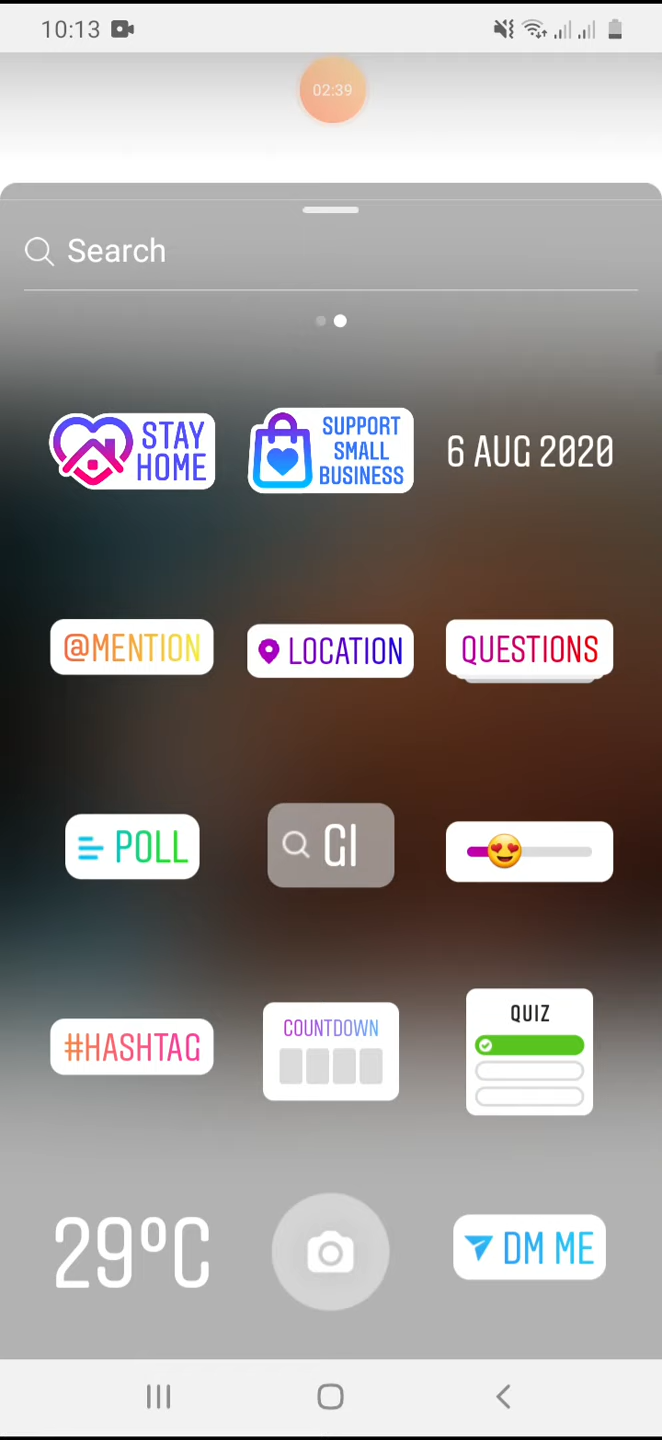 10:13
02:39
Search
STAY
HOME
SUPPORT
SMALL
BUSINESS
6 AUG 2020
@MENTION
LOCATION
QUESTIONS
POLL
GI
#HASHTAG
COUNTDOWN
QUIZ
29°C
DM ME